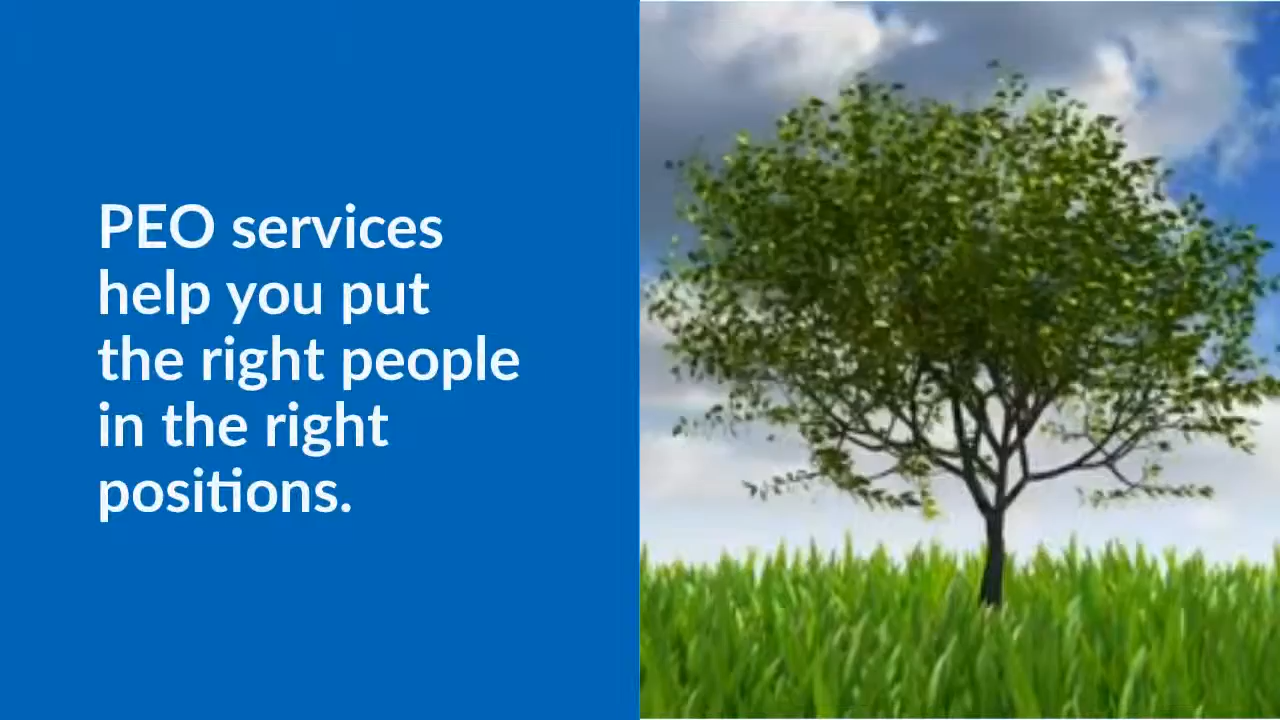 PEO services
help you put
the right people
in the right
positions.